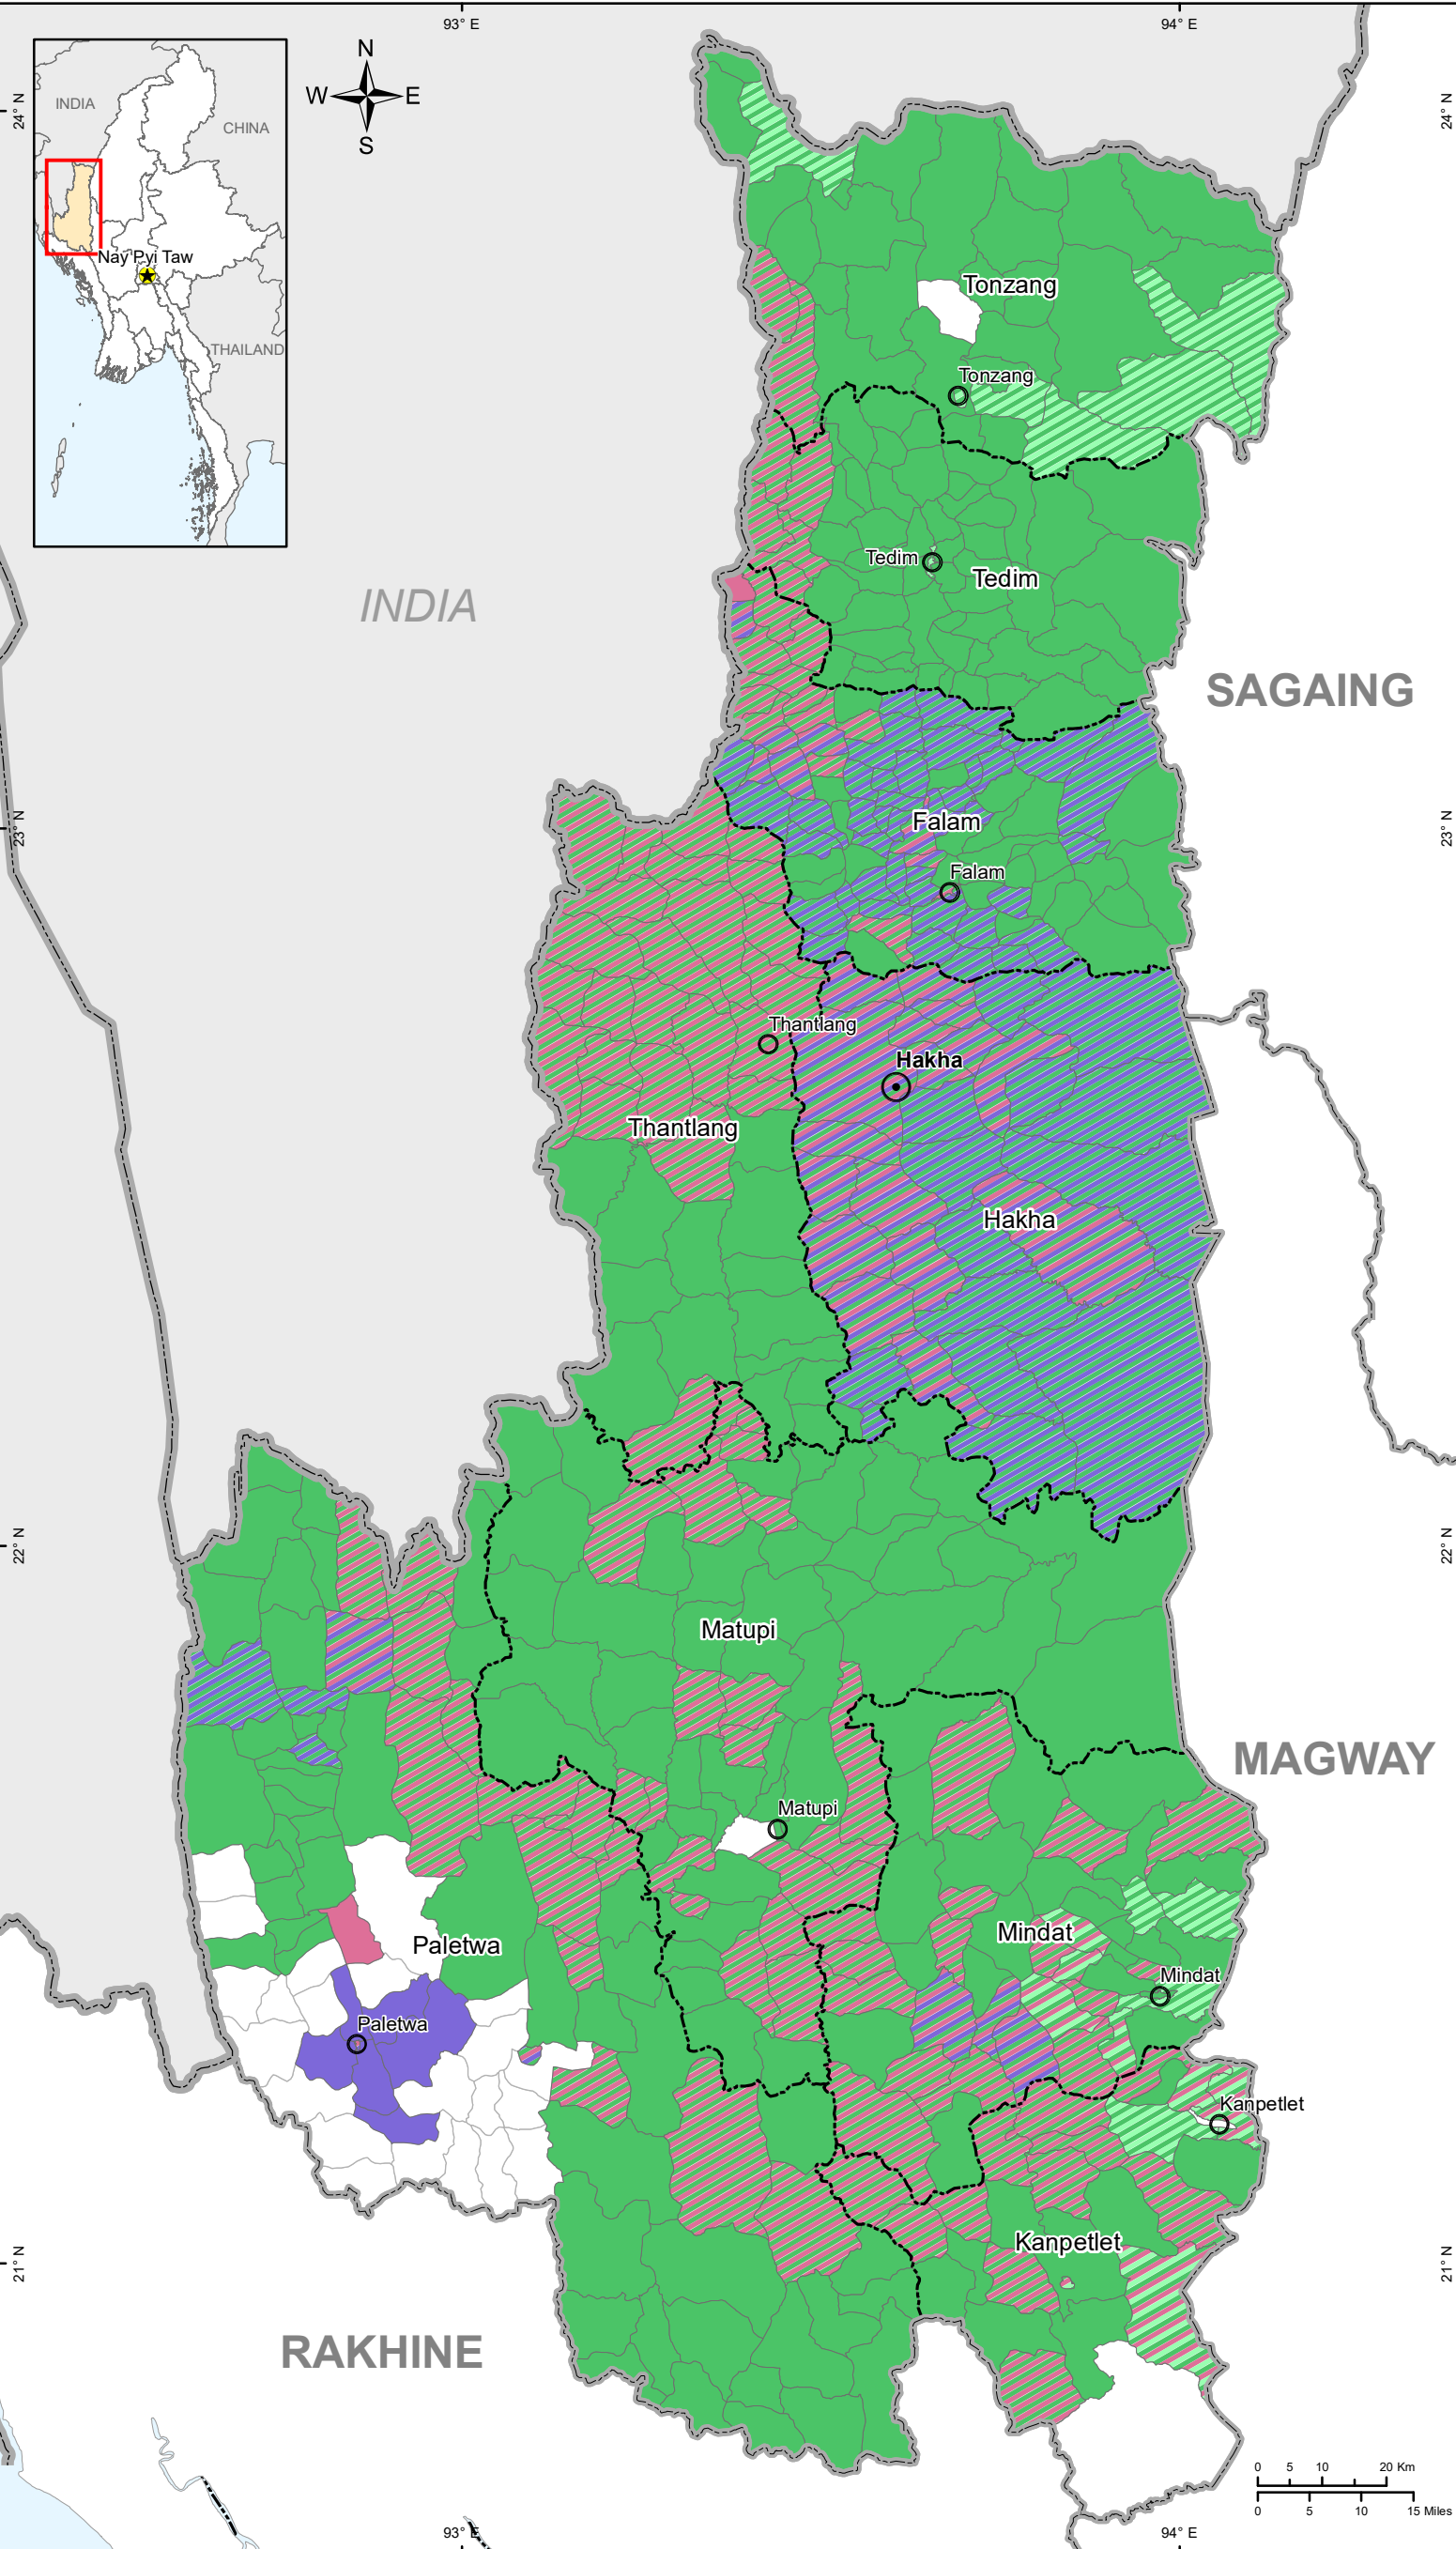 93° E
94° E
N
W
E
S
24° N
24° N
INDIA
CHINA
Nay Pyi Taw
THAILAND
Tonzang
Tonzang
Tedim
Tedim
INDIA
SAGAING
Falam
23° N
23° N
Falam
Thantlang
Hakha
Thantlang
Hakha
22° N
22° N
Matupi
MAGWAY
Matupi
Mindat
Paletwa
Mindat
Paletwa
Kanpetlet
Kanpetlet
21° N
21° N
RAKHINE
0 5 10 20 Km
0 5 10 15 Miles
93° E
94° E